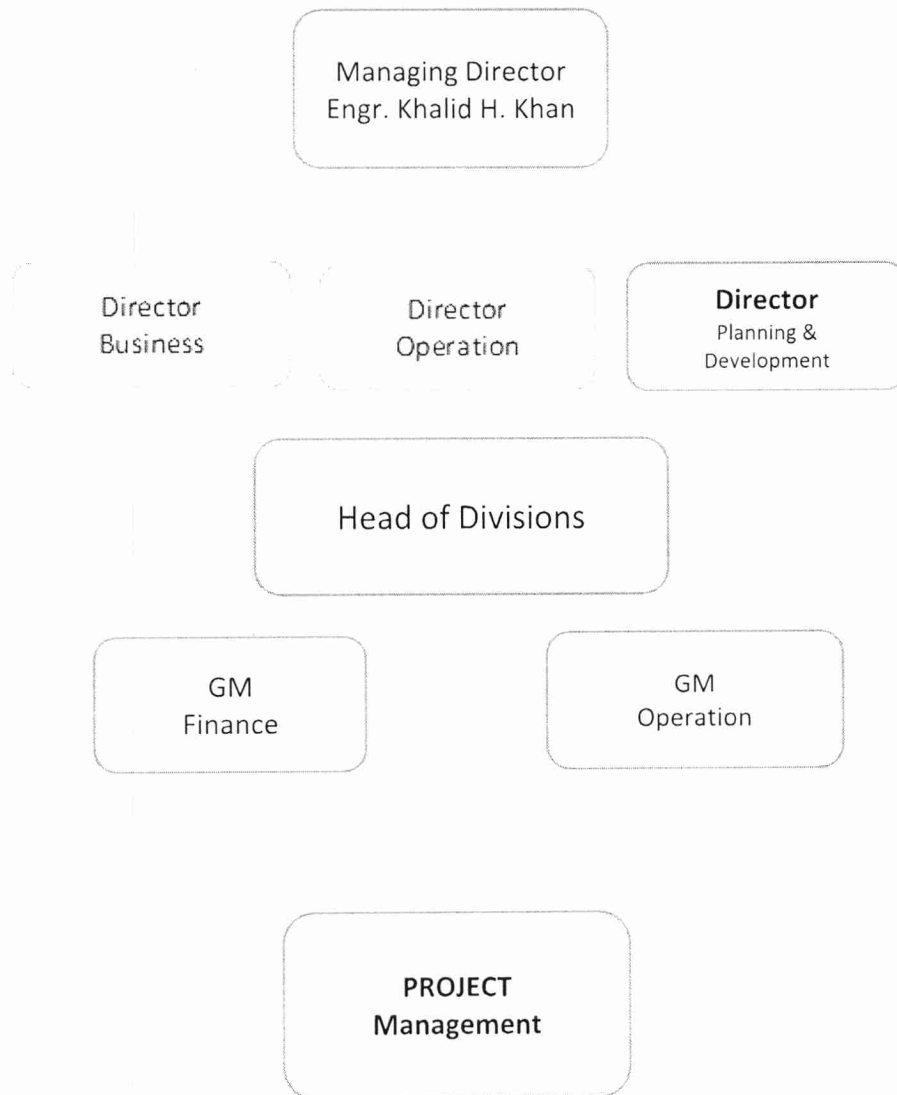 Managing Director
Engr. Khalid H. Khan
Director
Business
Director
Operation
Director
Planning &
Development
Head of Divisions
GM
Finance
GM
Operation
PROJECT
Management